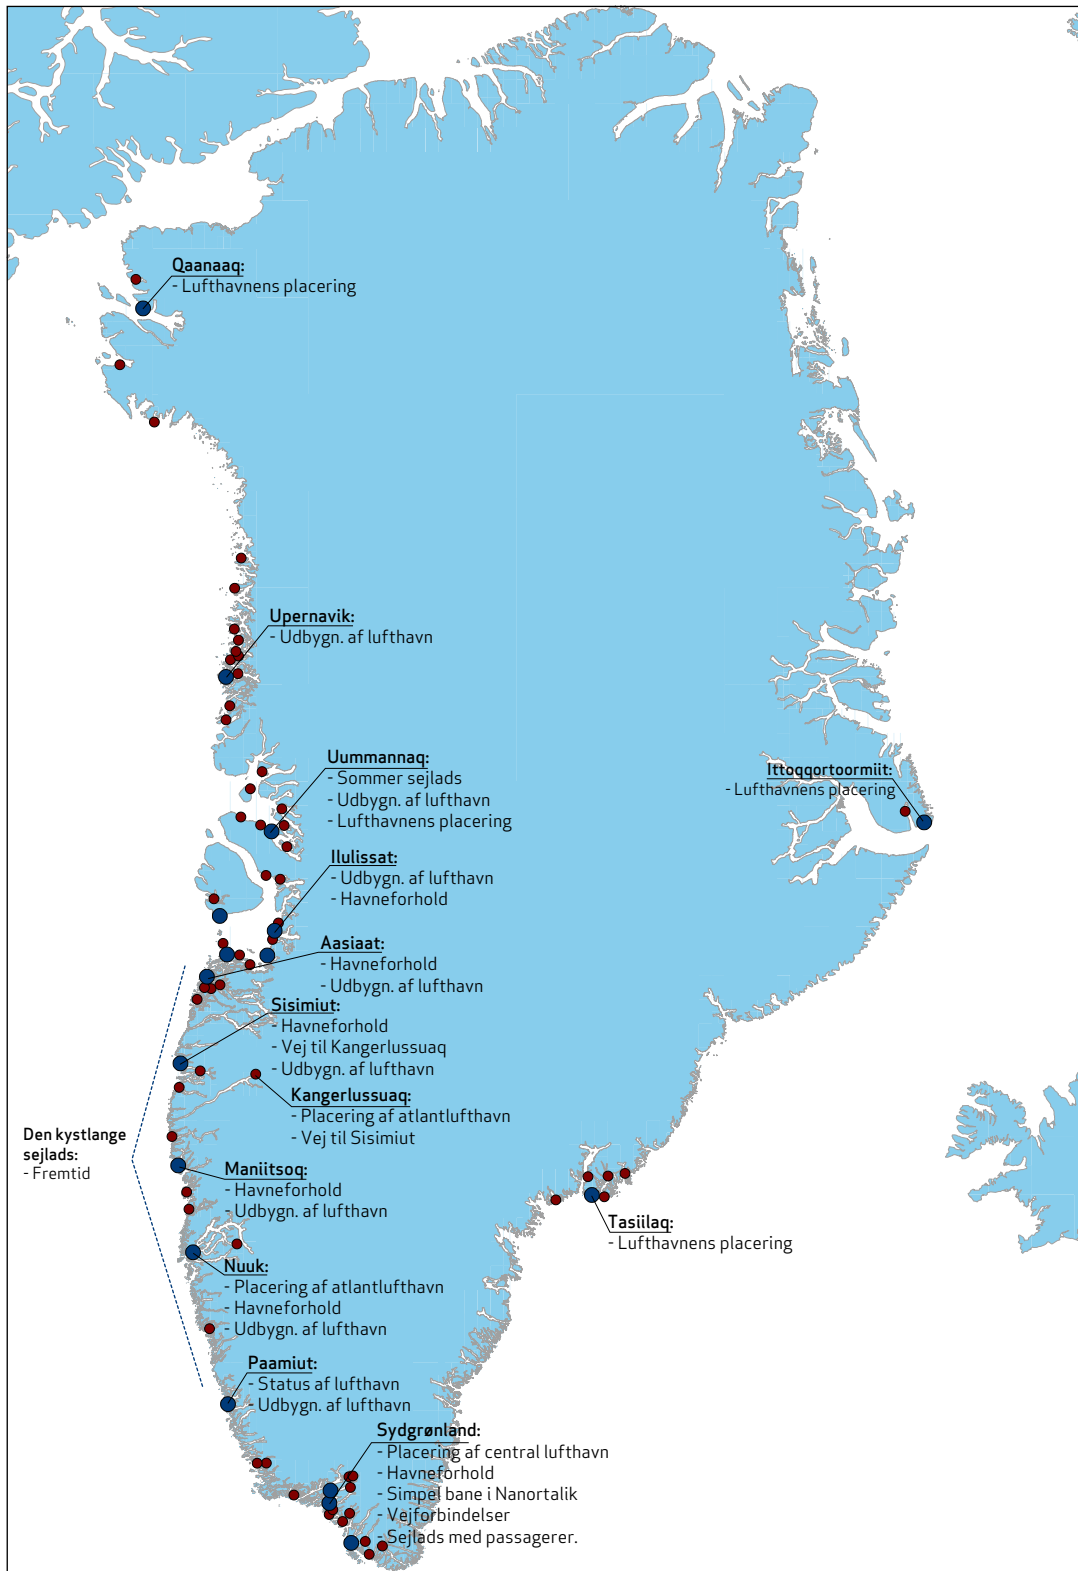 Qaanaaq:
- Lufthavnens placering
Upernavik:
- Udbygn. af lufthavn
Uummannaq:
- Sommer sejlads
- Udbygn. af lufthavn
- Lufthavnens placering
Ittoqqortoormiit:
- Lufthavnens placering
Ilulissat:
- Udbygn. af lufthavn
- Havneforhold
Aasiaat:
- Havneforhold
- Udbygn. af lufthavn
Sisimiut:
- Havneforhold
- Vej til Kangerlussuaq
- Udbygn. af lufthavn
Kangerlussuaq:
- Placering af atlantlufthavn
- Vej til Sisimiut
Den kystlange
sejlads:
- Fremtid
Maniitsoq:
- Havneforhold
- Udbygn. af lufthavn
Tasiilaq:
- Lufthavnens placering
Nuuk:
- Placering af atlantlufthavn
- Havneforhold
- Udbygn. af lufthavn
Paamiut:
- Status af lufthavn
- Udbygn. af lufthavn
Sydgrønland:
- Placering af central lufthavn
- Havneforhold
- Simpel bane i Nanortalik
- Vejforbindelser
- Sejlads med passagerer.